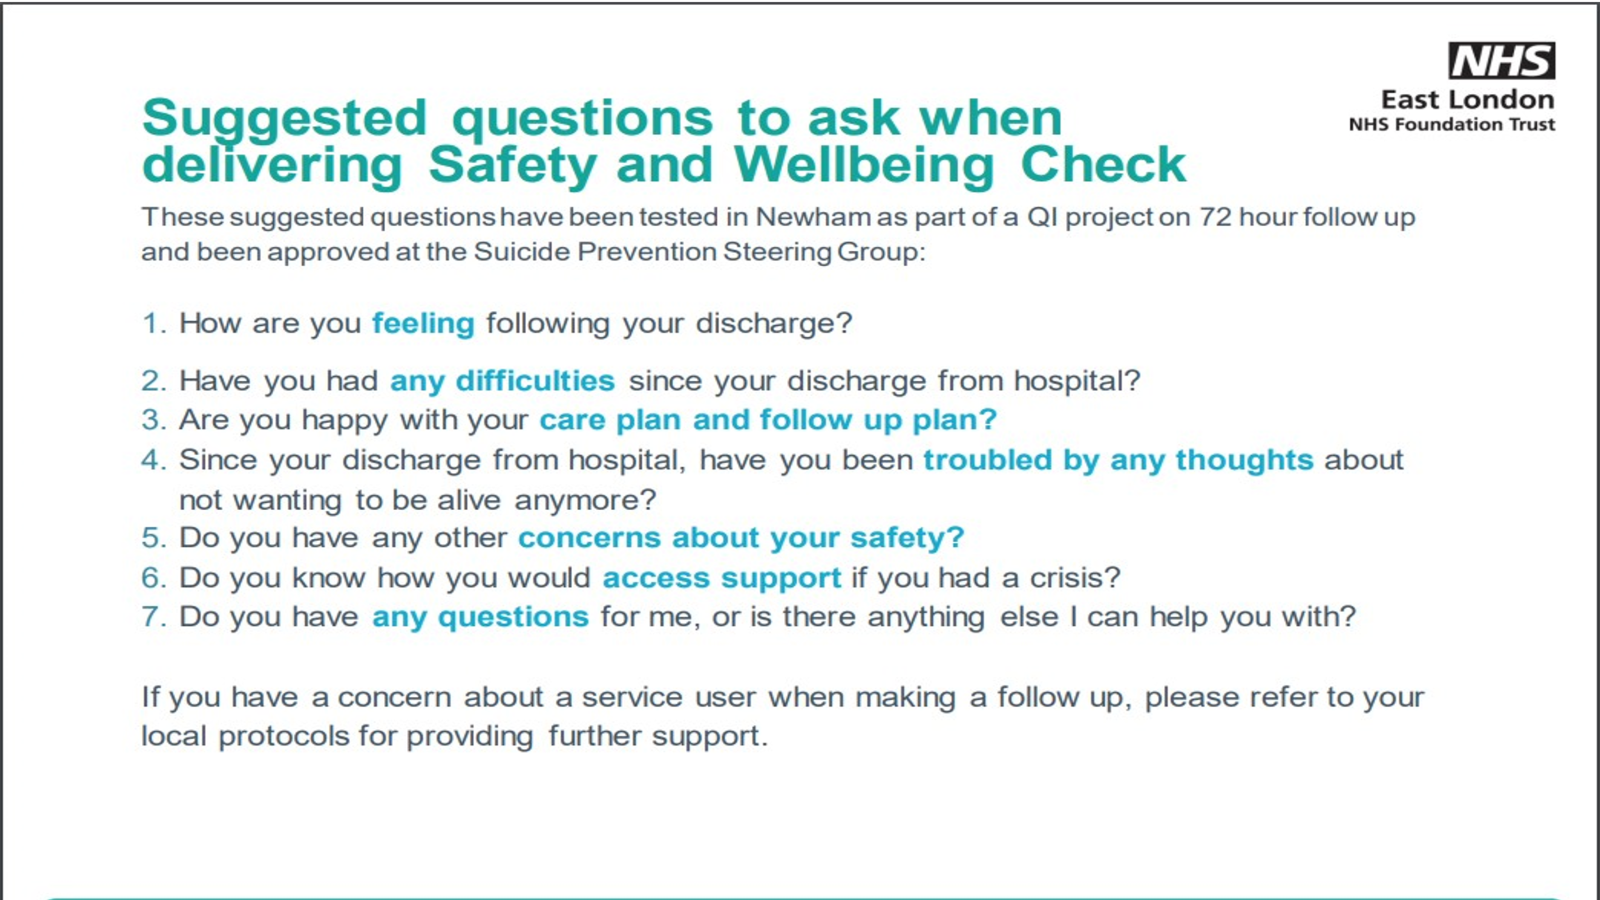 NHS
East London
NHS Foundation Trust
Suggested questions to ask when
delivering Safety and Wellbeing Check
These suggested questions have been tested in Newham as part of a QI project on 72 hour follow up
and been approved at the Suicide Prevention Steering Group:
1. How are you feeling following your discharge?
2. Have you had any difficulties since your discharge from hospital?
3. Are you happy with your care plan and follow up plan?
4. Since your discharge from hospital, have you been troubled by any thoughts about
not wanting to be alive anymore?
5. Do you have any other concerns about your safety?
6. Do you know how you would access support if you had a crisis?
7. Do you have any questions for me, or is there anything else I can help you with?
If you have a concern about a service user when making a follow up, please refer to your
local protocols for providing further support.